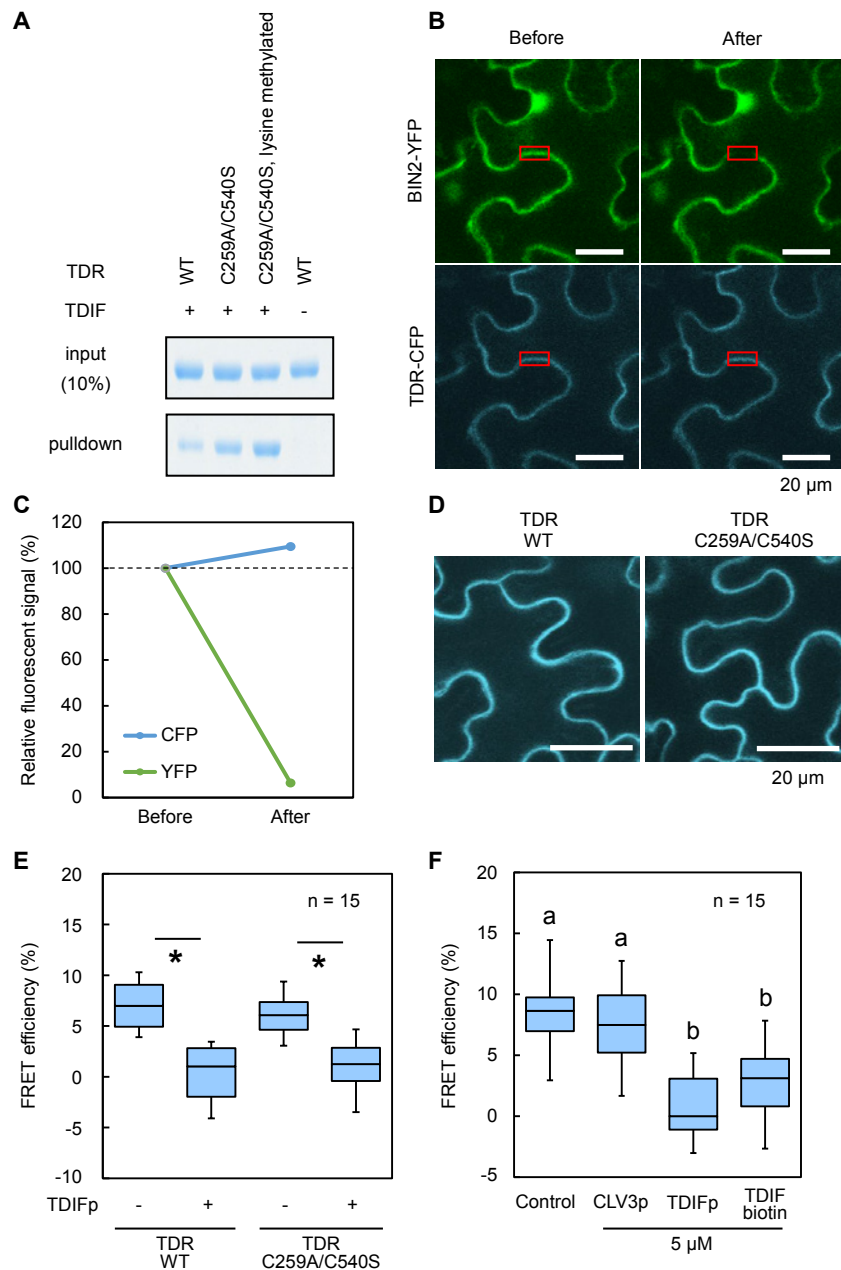 A
TDR
WT
C259A/C540S
C259A/C540S, lysine methylated
WT
TDIF
+
+
+
-
input
(10%)
pulldown
B
Before
After
BIN2-YFP
TDR-CFP
20 µm
C
Relative fluorescent signal (%)
120
100
80
60
40
20
0
CFP
YFP
Before
After
D
TDR
WT
TDR
C259A/C540S
20 µm
E
FRET efficiency (%)
20
15
10
5
0
-5
-10
n = 15
*
*
TDIFp
-
+
-
+
TDR
WT
TDR
C259A/C540S
F
FRET efficiency (%)
20
15
10
5
0
-5
n = 15
a
a
b
b
Control
CLV3p
TDIFp
TDIF
biotin
5 µM